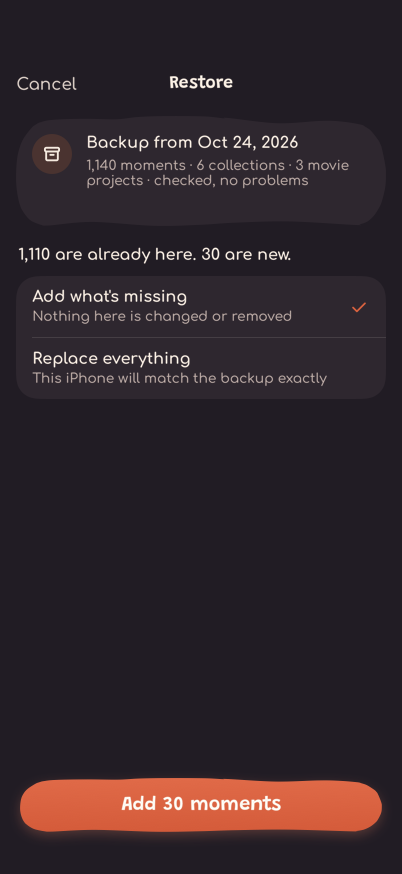 Cancel
Restore
Backup from Oct 24, 2026
1,140 moments · 6 collections · 3 movie
projects · checked, no problems
1,110 are already here. 30 are new.
Add what's missing
Nothing here is changed or removed
Replace everything
This iPhone will match the backup exactly
Add 30 moments